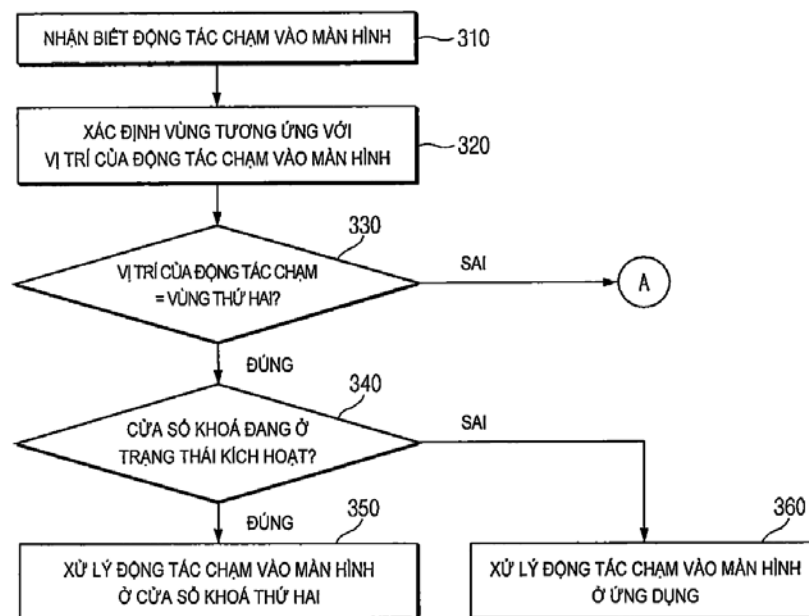 NHẬN BIẾT ĐỘNG TÁC CHẠM VÀO MÀN HÌNH
310
XÁC ĐỊNH VÙNG TƯƠNG ỨNG VỚI
VỊ TRÍ CỦA ĐỘNG TÁC CHẠM VÀO MÀN HÌNH
320
330
VỊ TRÍ CỦA ĐỘNG TÁC CHẠM
= VÙNG THỨ HAI?
SAI
A
ĐÚNG
340
CỬA SỔ KHOÁ ĐANG Ở
TRẠNG THÁI KÍCH HOẠT?
SAI
ĐÚNG
350
XỬ LÝ ĐỘNG TÁC CHẠM VÀO MÀN HÌNH
Ở CỬA SỔ KHOÁ THỨ HAI
360
XỬ LÝ ĐỘNG TÁC CHẠM VÀO MÀN HÌNH
Ở ỨNG DỤNG